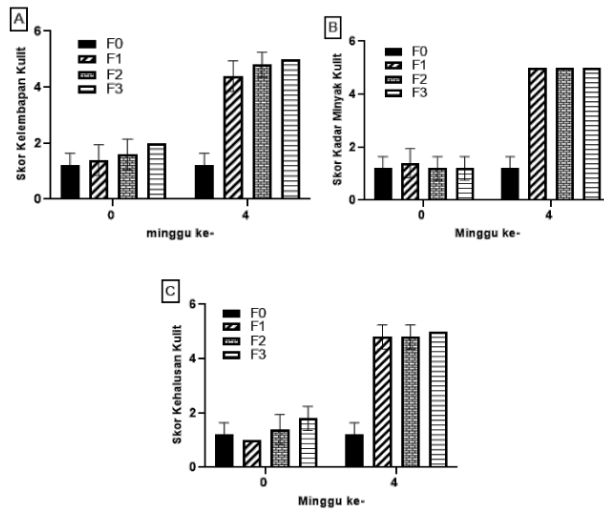 A
F0
F1
F2
F3
Skor Kelembapan Kulit
6
4
2
0
0
4
minggu ke-
B
F0
F1
F2
F3
Skor Kadar Minyak Kulit
6
4
2
0
0
4
Minggu ke-
C
F0
F1
F2
F3
Skor Kehalusan Kulit
6
4
2
0
0
4
Minggu ke-